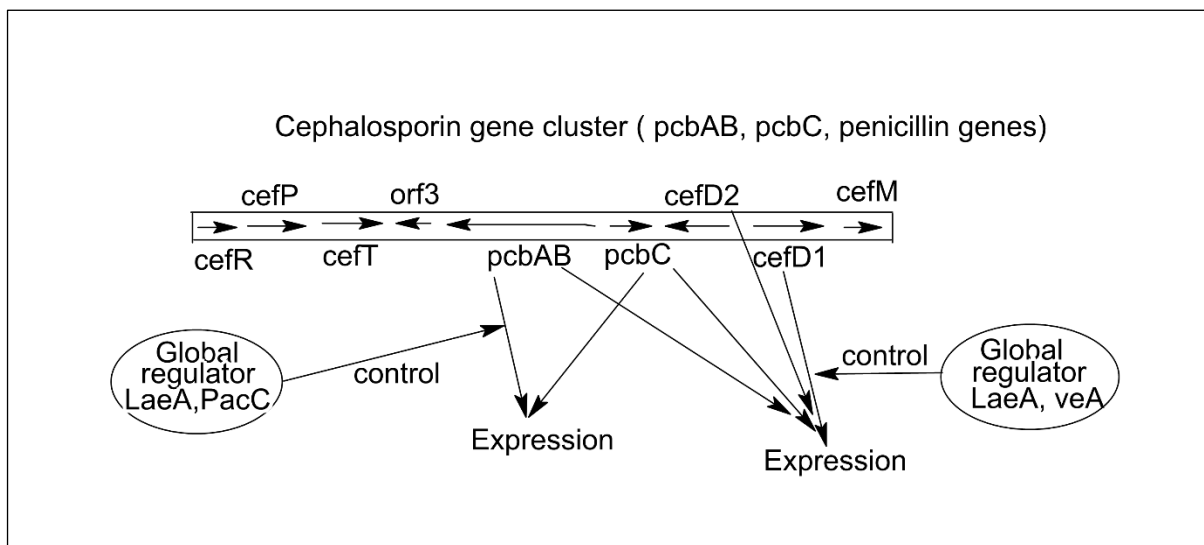 Cephalosporin gene cluster ( pcbAB, pcbC, penicillin genes)
cefP orf3 cefD2 cefM
cefR cefT pcbAB pcbC cefD1
Global
regulator
LaeA,PacC
control
Expression
control
Global
regulator
LaeA, veA
Expression